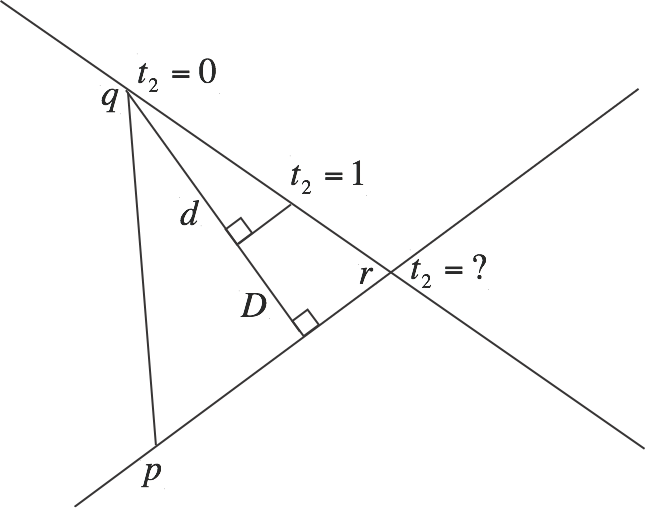 t₂ = 0
q
t₂ = 1
d
r
t₂ = ?
D
p